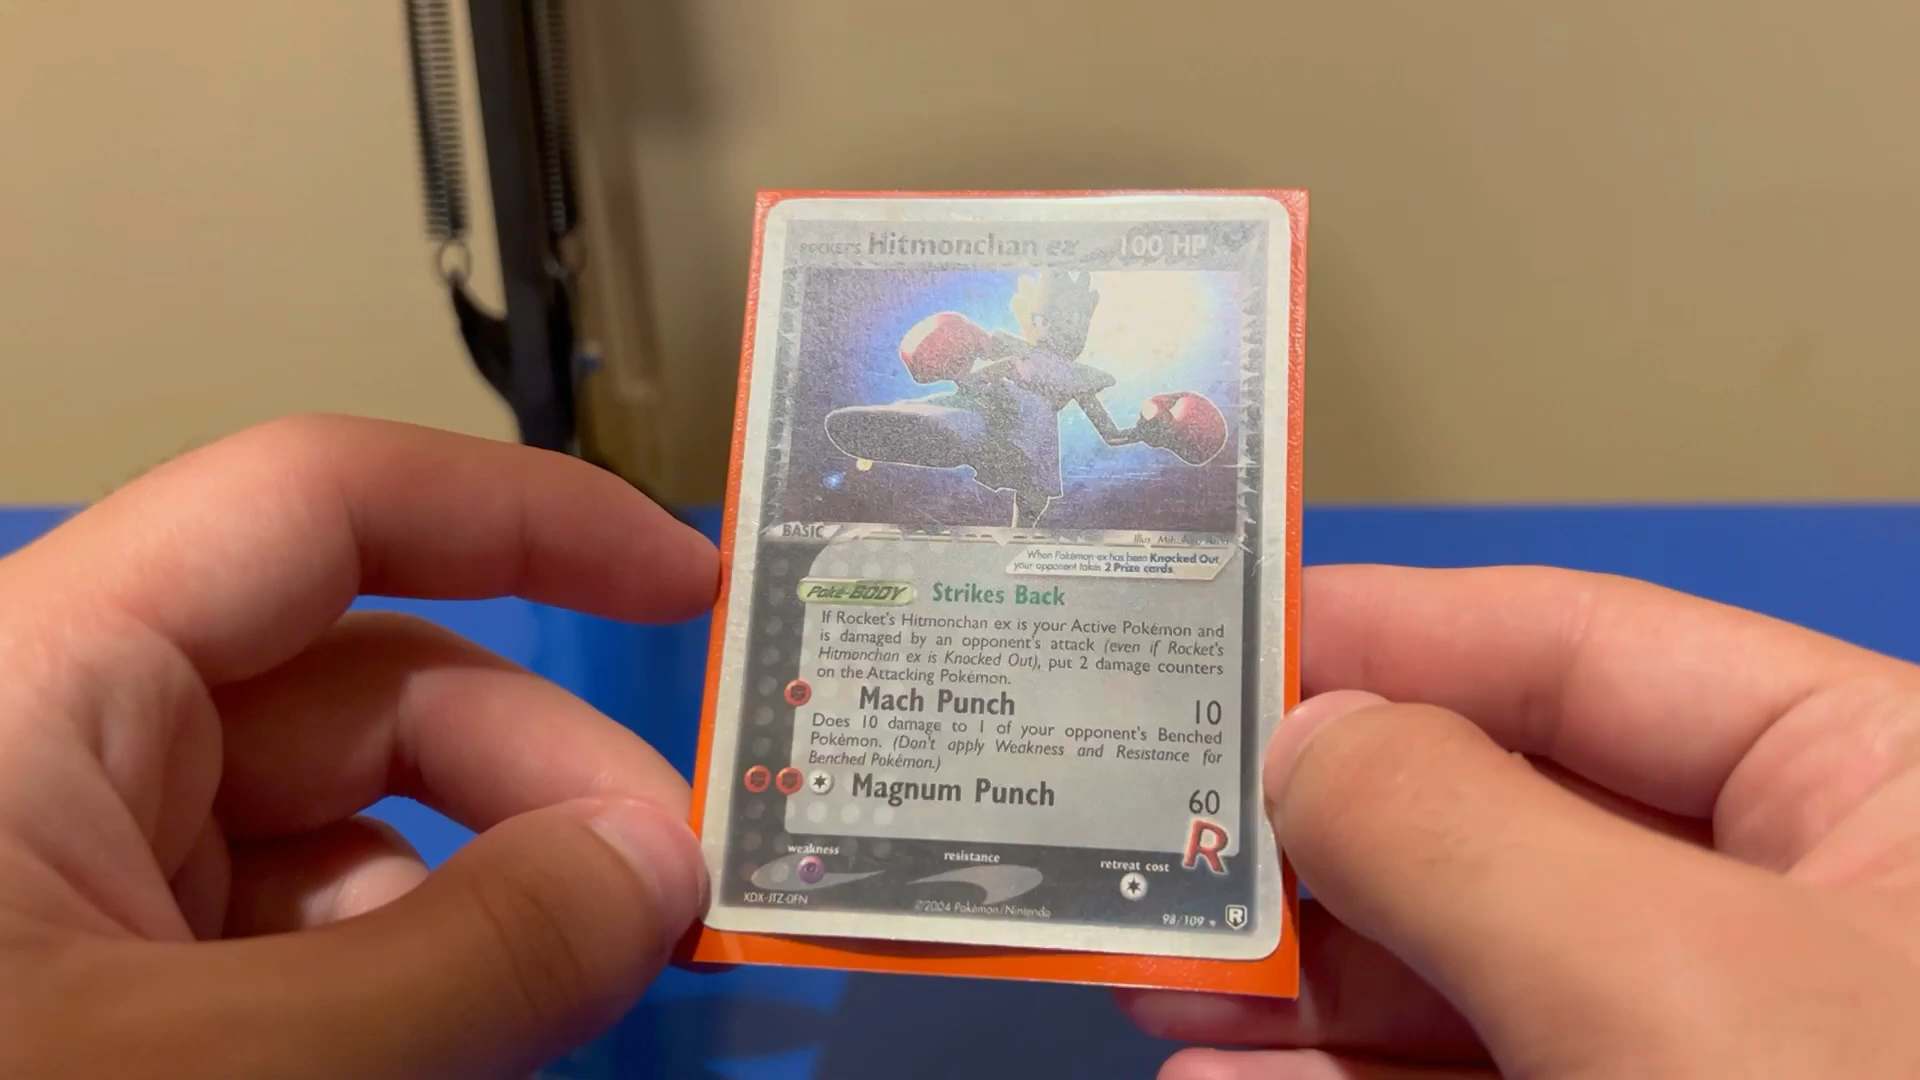 ROCKET'S Hitmonchan ex 100 HP
BASIC
Illus.
When Pokémon-ex has been Knocked Out,
your opponent takes 2 Prize cards.
Poké-BODY Strikes Back
If Rocket's Hitmonchan ex is your Active Pokémon and
is damaged by an opponent's attack (even if Rocket's
Hitmonchan ex is Knocked Out), put 2 damage counters
on the Attacking Pokémon.
Mach Punch 10
Does 10 damage to 1 of your opponent's Benched
Pokémon. (Don't apply Weakness and Resistance for
Benched Pokémon.)
Magnum Punch 60
R
weakness resistance retreat cost
XDX-JTZ-0FN ©2004 Pokémon/Nintendo 98/109 R